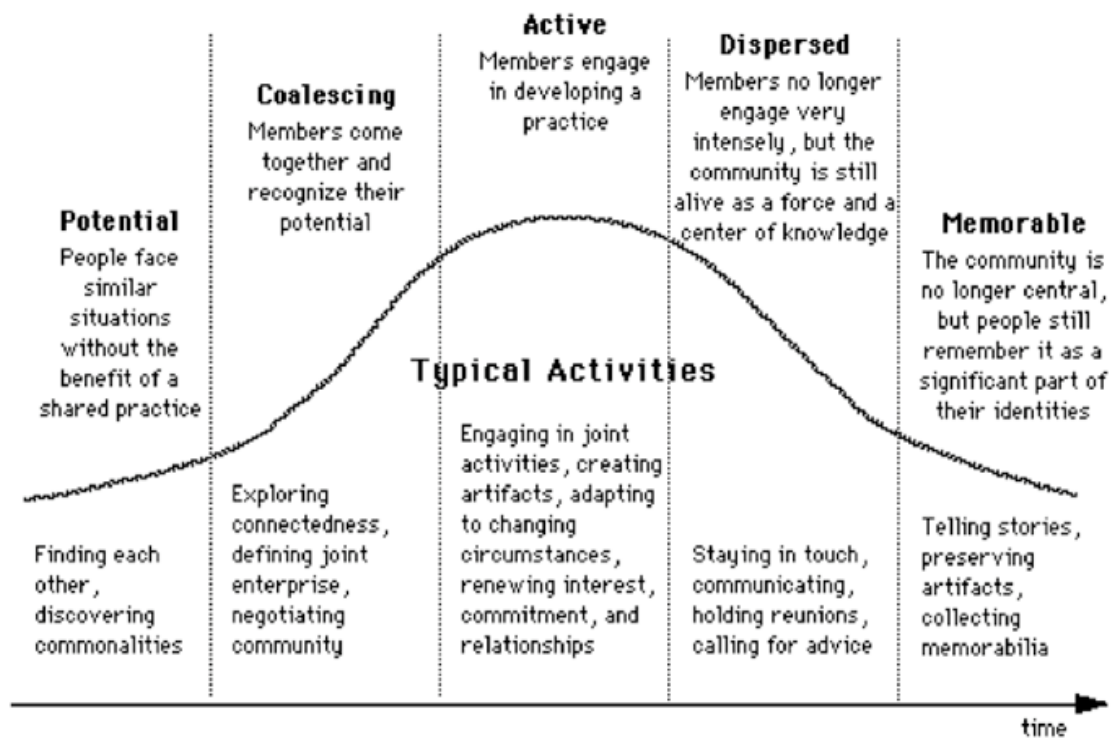 Potential
People face
similar
situations
without the
benefit of a
shared practice
Coalescing
Members come
together and
recognize their
potential
Active
Members engage
in developing a
practice
Dispersed
Members no longer
engage very
intensely, but the
community is still
alive as a force and a
center of knowledge
Memorable
The community is
no longer central,
but people still
remember it as a
significant part of
their identities
Typical Activities
Finding each
other,
discovering
commonalities
Exploring
connectedness,
defining joint
enterprise,
negotiating
community
Engaging in joint
activities, creating
artifacts, adapting
to changing
circumstances,
renewing interest,
commitment, and
relationships
Staying in touch,
communicating,
holding reunions,
calling for advice
Telling stories,
preserving
artifacts,
collecting
memorabilia
time